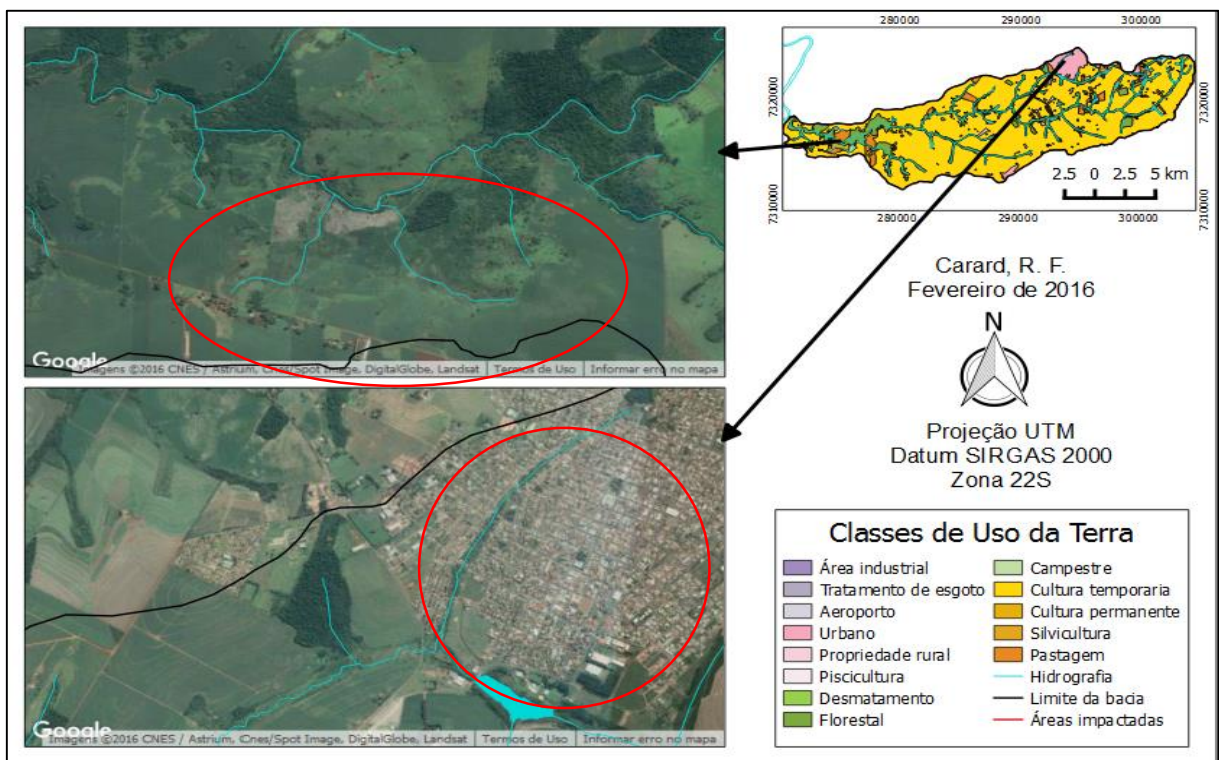 280000 290000 300000
7320000
7320000
2.5 0 2.5 5 km
7310000
7310000
280000 290000 300000
Carard, R. F.
Fevereiro de 2016
N
Projeção UTM
Datum SIRGAS 2000
Zona 22S
Google
Imagens ©2016 CNES / Astrium, Cnes/Spot Image, DigitalGlobe, Landsat Termos de Uso Informar erro no mapa
Google
Imagens ©2016 CNES / Astrium, Cnes/Spot Image, DigitalGlobe, Landsat Termos de Uso Informar erro no mapa
Classes de Uso da Terra
Área industrial
Tratamento de esgoto
Aeroporto
Urbano
Propriedade rural
Piscicultura
Desmatamento
Florestal
Campestre
Cultura temporaria
Cultura permanente
Silvicultura
Pastagem
Hidrografia
Limite da bacia
Áreas impactadas